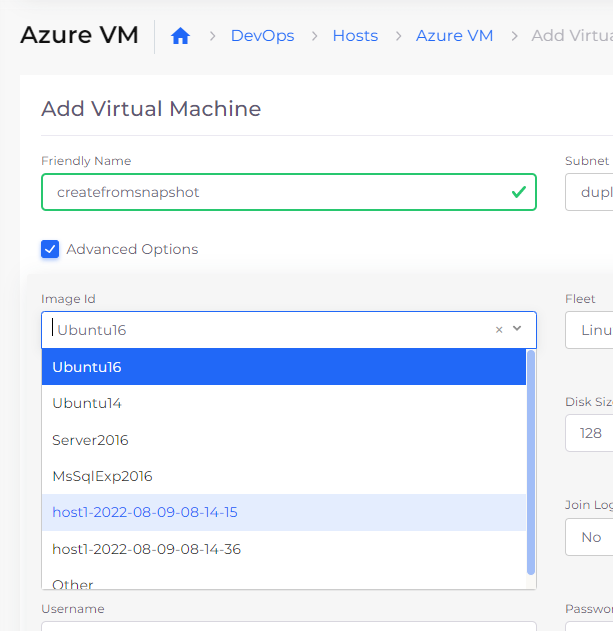 Azure VM > DevOps > Hosts > Azure VM > Add Virtua
Add Virtual Machine
Friendly Name Subnet
createfromsnapshot dupl
Advanced Options
Image Id Fleet
Ubuntu16 Linu
Ubuntu16
Ubuntu14 Disk Siz
Server2016 128
MsSqlExp2016
host1-2022-08-09-08-14-15 Join Log
host1-2022-08-09-08-14-36 No
Other
Username Passwor